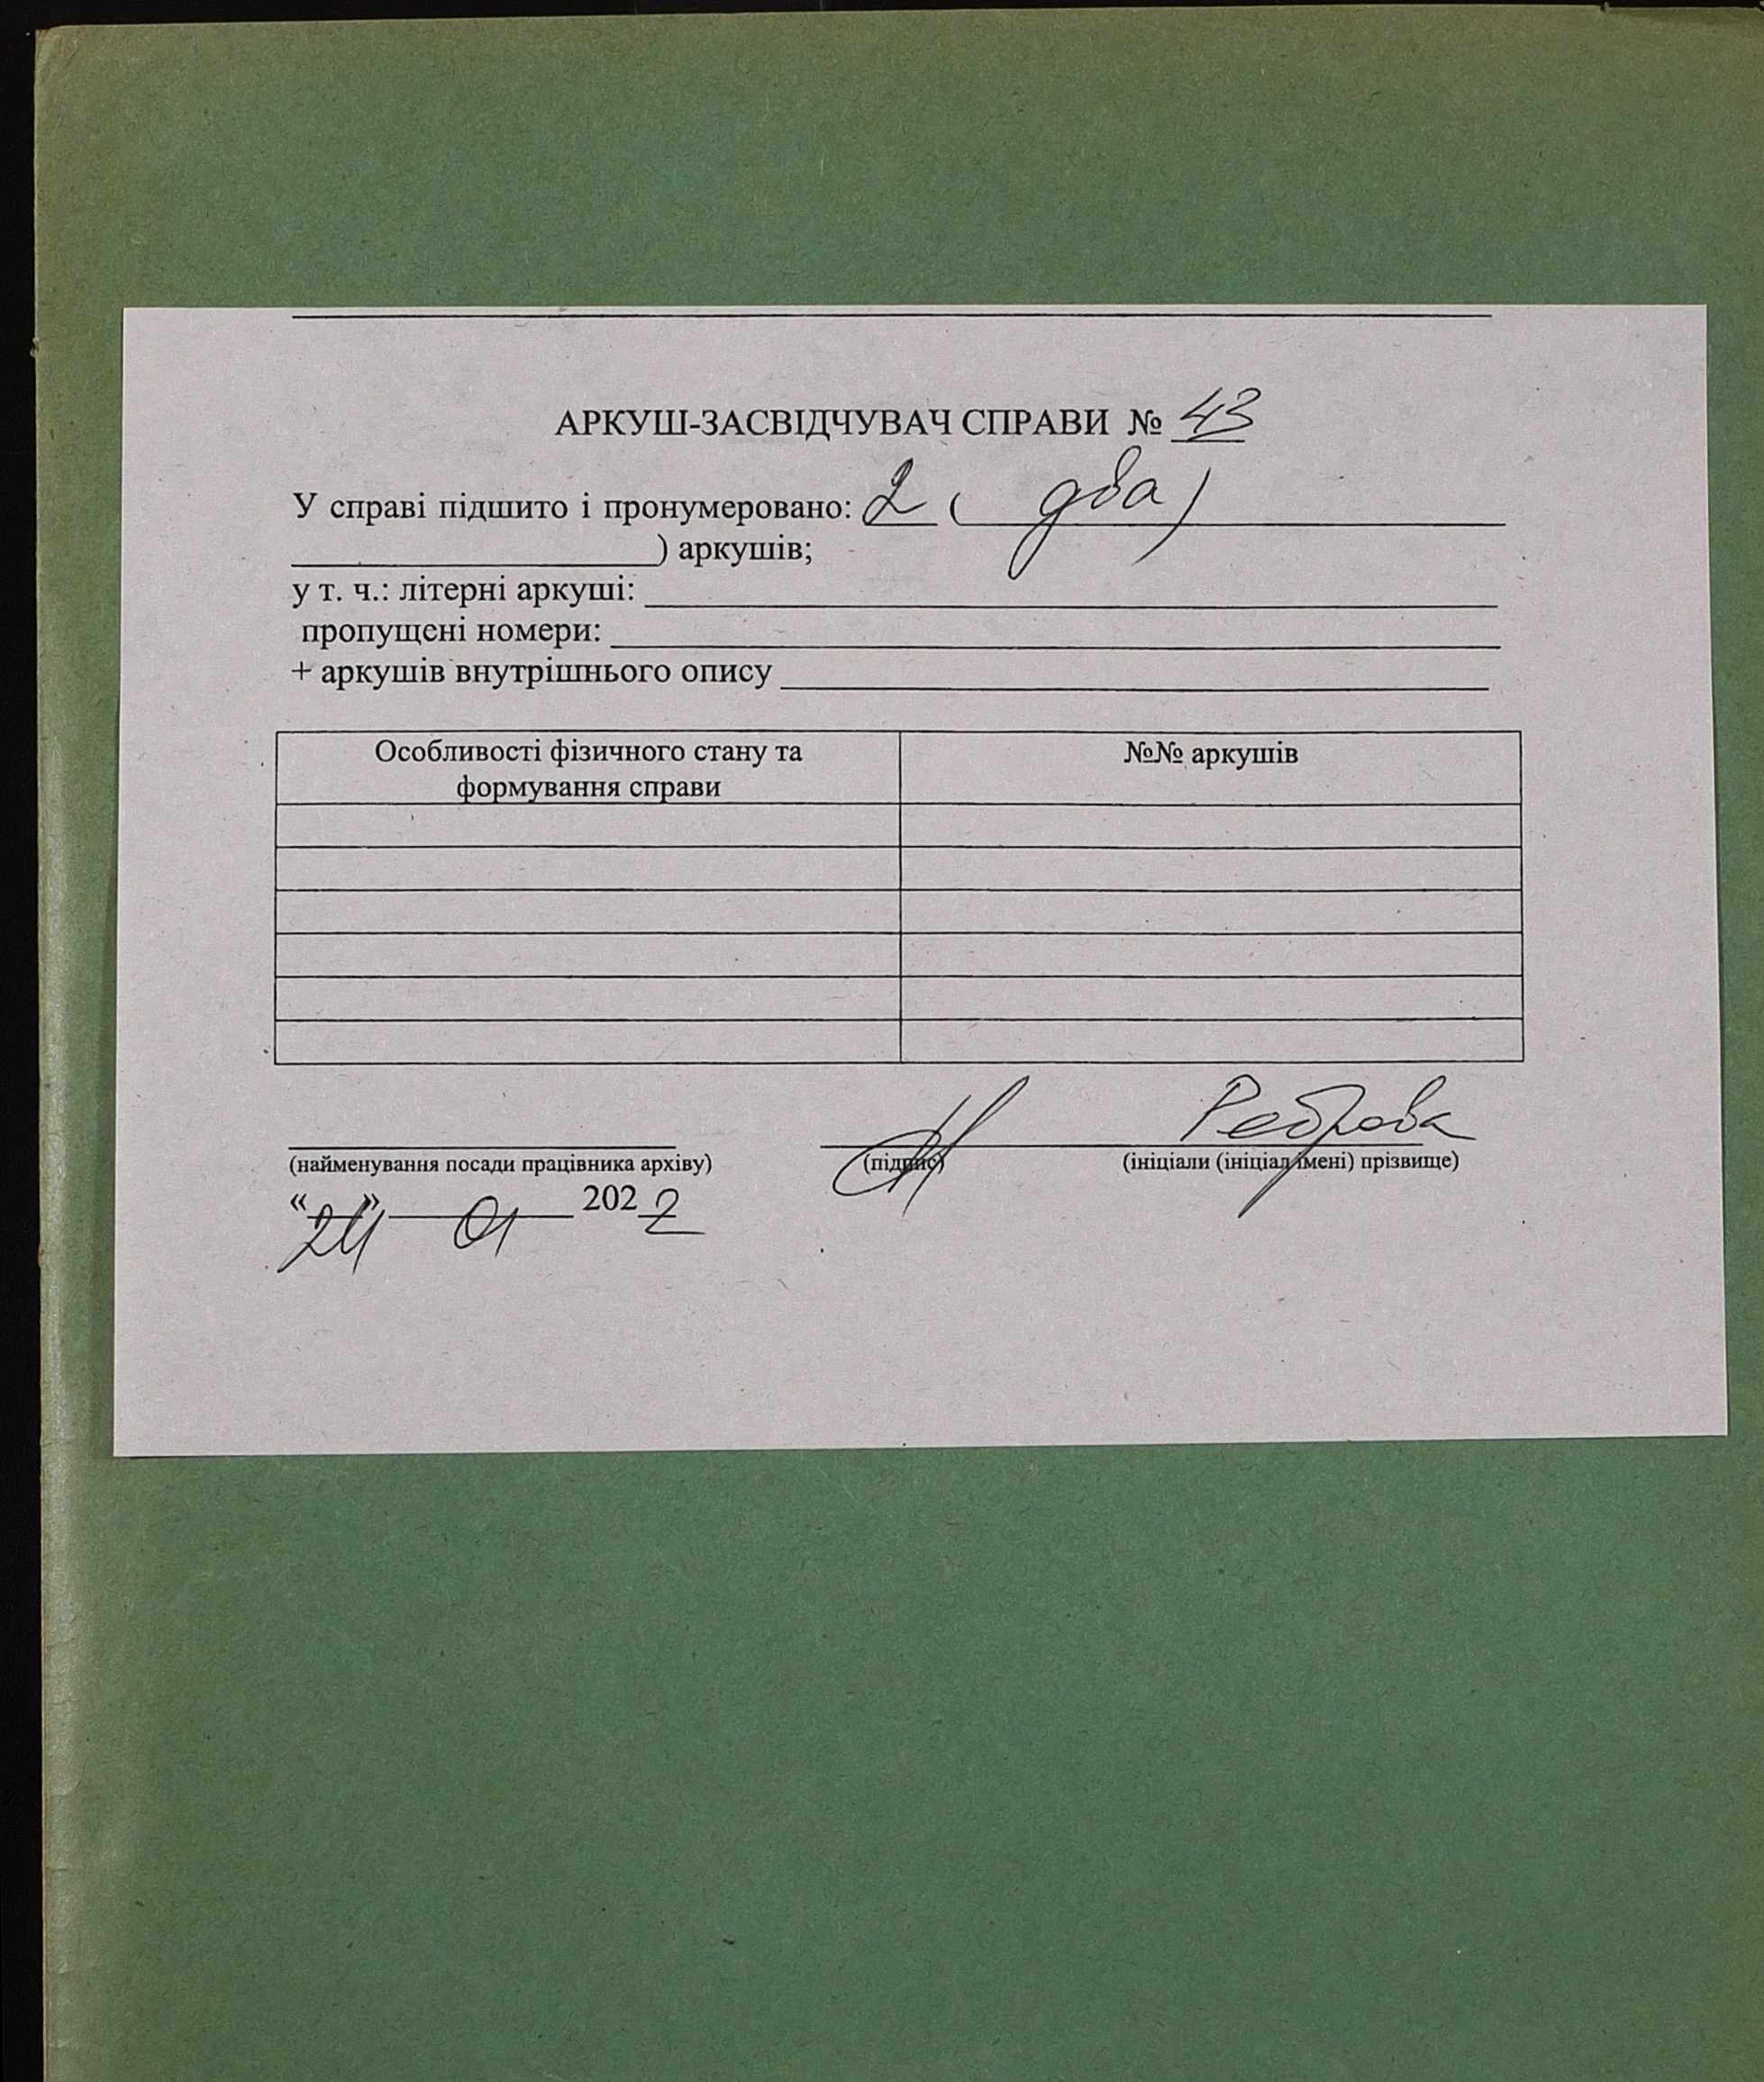 АРКУШ-ЗАСВІДЧУВАЧ СПРАВИ № 43
У справі підшито і пронумеровано: 2 ( два )
) аркушів;
у т. ч.: літерні аркуші:
пропущені номери:
+ аркушів внутрішнього опису
Особливості фізичного стану та №№ аркушів
формування справи
Реброва
(найменування посади працівника архіву) (підпис) (ініціали (ініціал імені) прізвище)
“24” 01 2022